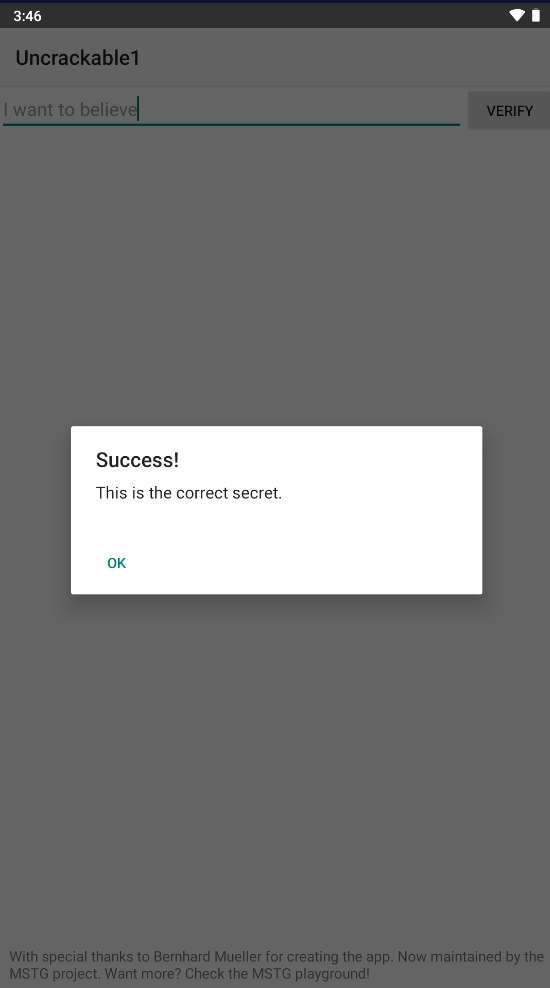 3:46
Uncrackable1
I want to believe
VERIFY
Success!
This is the correct secret.
OK
With special thanks to Bernhard Mueller for creating the app. Now maintained by the
MSTG project. Want more? Check the MSTG playground!